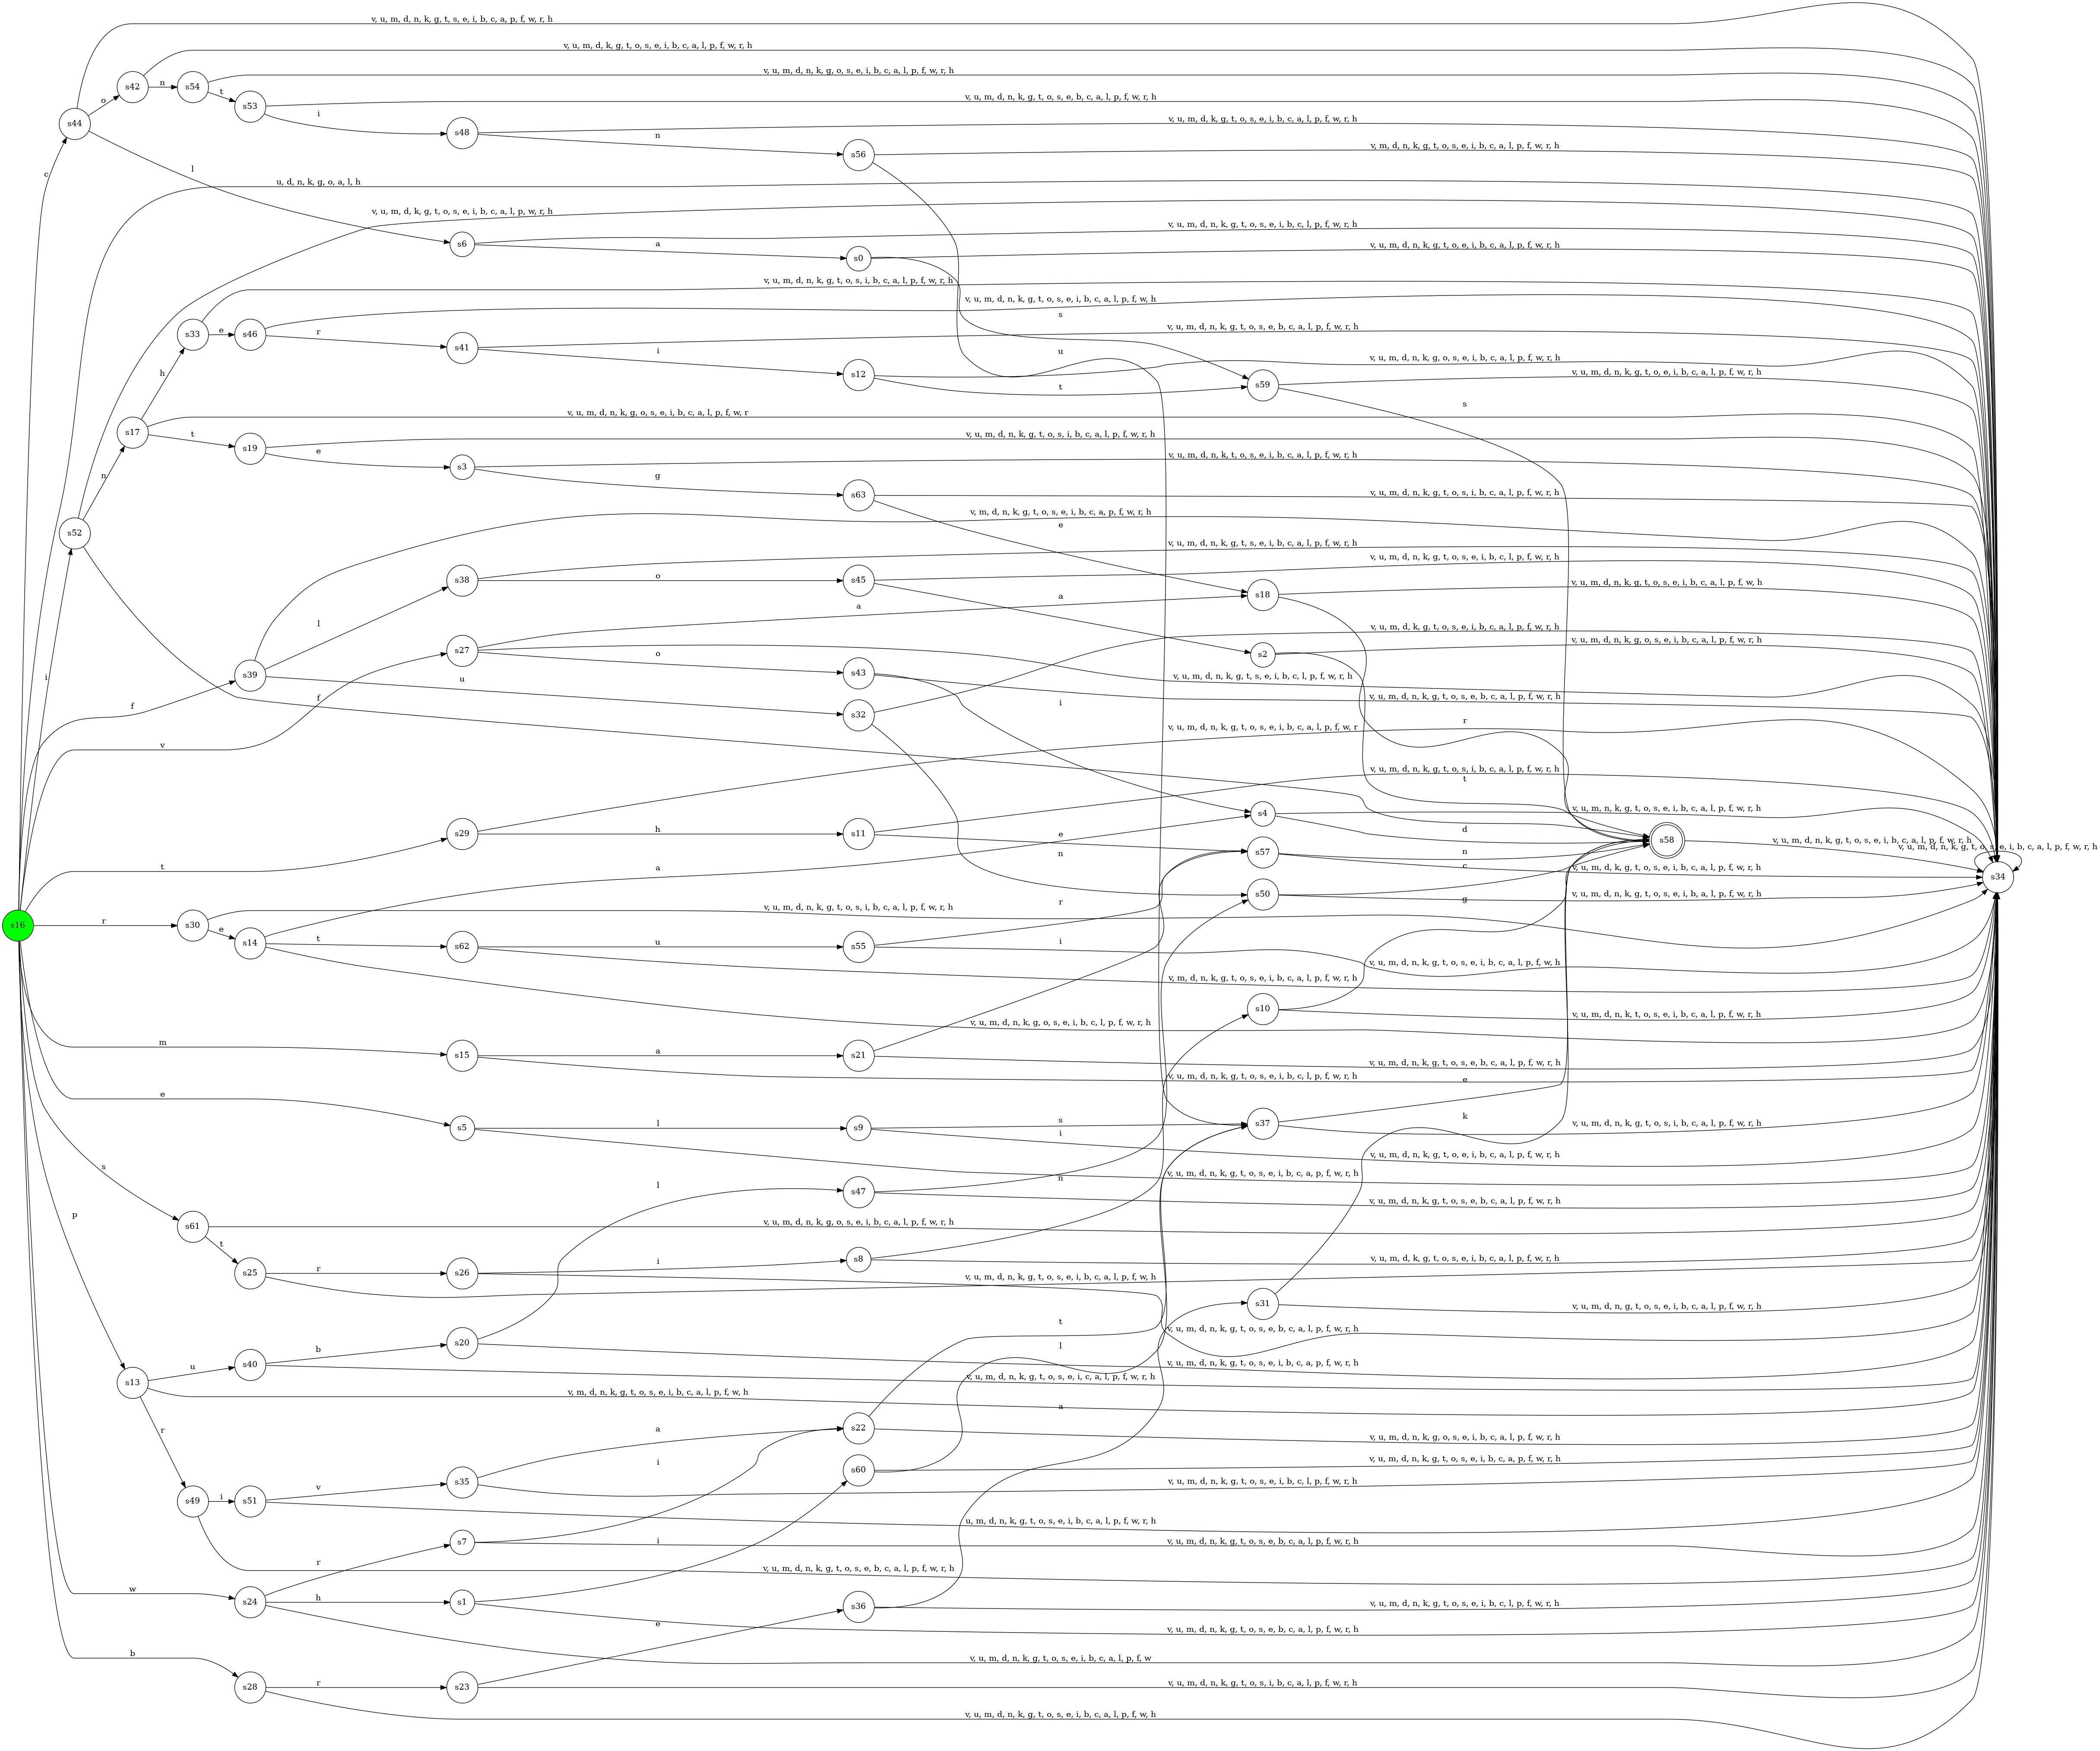 v, u, m, d, n, k, g, t, s, e, i, b, c, a, p, f, w, r, h
v, u, m, d, k, g, t, o, s, e, i, b, c, a, l, p, f, w, r, h
s42 n s54 v, u, m, d, n, k, g, o, s, e, i, b, c, a, l, p, f, w, r, h
o t s53 v, u, m, d, n, k, g, t, o, s, e, b, c, a, l, p, f, w, r, h
s44 i s48 v, u, m, d, k, g, t, o, s, e, i, b, c, a, l, p, f, w, r, h
n s56 v, m, d, n, k, g, t, o, s, e, i, b, c, a, l, p, f, w, r, h
c l u, d, n, k, g, o, a, l, h
v, u, m, d, k, g, t, o, s, e, i, b, c, a, l, p, w, r, h
s6 v, u, m, d, n, k, g, t, o, s, e, i, b, c, l, p, f, w, r, h
a s0 v, u, m, d, n, k, g, t, o, e, i, b, c, a, l, p, f, w, r, h
v, u, m, d, n, k, g, t, o, s, i, b, c, a, l, p, f, w, r, h
s33 e s46 v, u, m, d, n, k, g, t, o, s, e, i, b, c, a, l, p, f, w, h
s
r s41 v, u, m, d, n, k, g, t, o, s, e, b, c, a, l, p, f, w, r, h
h i s12 u v, u, m, d, n, k, g, o, s, e, i, b, c, a, l, p, f, w, r, h
t s59 v, u, m, d, n, k, g, t, o, e, i, b, c, a, l, p, f, w, r, h
s
s17 v, u, m, d, n, k, g, o, s, e, i, b, c, a, l, p, f, w, r
t s19 v, u, m, d, n, k, g, t, o, s, i, b, c, a, l, p, f, w, r, h
n e s3 v, u, m, d, n, k, t, o, s, e, i, b, c, a, l, p, f, w, r, h
g s63 v, u, m, d, n, k, g, t, o, s, i, b, c, a, l, p, f, w, r, h
s52 v, m, d, n, k, g, t, o, s, e, i, b, c, a, p, f, w, r, h
e
s38 v, u, m, d, n, k, g, t, s, e, i, b, c, a, l, p, f, w, r, h
o s45 v, u, m, d, n, k, g, t, o, s, e, i, b, c, l, p, f, w, r, h
l a a s18 v, u, m, d, n, k, g, t, o, s, e, i, b, c, a, l, p, f, w, h
v, u, m, d, k, g, t, o, s, e, i, b, c, a, l, p, f, w, r, h
s27 s2 v, u, m, d, n, k, g, o, s, e, i, b, c, a, l, p, f, w, r, h
i s39 u o s43 v, u, m, d, n, k, g, t, s, e, i, b, c, l, p, f, w, r, h
f f i v, u, m, d, n, k, g, t, o, s, e, b, c, a, l, p, f, w, r, h
s32 v, u, m, d, n, k, g, t, o, s, e, i, b, c, a, l, p, f, w, r
r
v
v, u, m, d, n, k, g, t, o, s, i, b, c, a, l, p, f, w, r, h
t
s4 v, u, m, n, k, g, t, o, s, e, i, b, c, a, l, p, f, w, r, h
s29 h s11 e d s58 v, u, m, d, n, k, g, t, o, s, e, i, b, c, a, l, p, f, w, r, h
v, u, m, d, n, k, g, t, o, s, e, i, b, c, a, l, p, f, w, r, h
t a n s57 n v, u, m, d, k, g, t, o, s, e, i, b, c, a, l, p, f, w, r, h
c s34
s50 v, u, m, d, n, k, g, t, o, s, e, i, b, a, l, p, f, w, r, h
v, u, m, d, n, k, g, t, o, s, i, b, c, a, l, p, f, w, r, h r g
s16 r s30 e s14 t s62 u s55 i
v, u, m, d, n, k, g, t, o, s, e, i, b, c, a, l, p, f, w, h
v, m, d, n, k, g, t, o, s, e, i, b, c, a, l, p, f, w, r, h
s10 v, u, m, d, n, k, t, o, s, e, i, b, c, a, l, p, f, w, r, h
v, u, m, d, n, k, g, o, s, e, i, b, c, l, p, f, w, r, h
m s15 a s21 v, u, m, d, n, k, g, t, o, s, e, b, c, a, l, p, f, w, r, h
v, u, m, d, n, k, g, t, o, s, e, i, b, c, l, p, f, w, r, h
e
e s5 l s9 s s37 k v, u, m, d, n, k, g, t, o, s, i, b, c, a, l, p, f, w, r, h
i v, u, m, d, n, k, g, t, o, e, i, b, c, a, l, p, f, w, r, h
s v, u, m, d, n, k, g, t, o, s, e, i, b, c, a, p, f, w, r, h
l s47 n v, u, m, d, n, k, g, t, o, s, e, b, c, a, l, p, f, w, r, h
p s61 v, u, m, d, n, k, g, o, s, e, i, b, c, a, l, p, f, w, r, h
t s25 r s26 i s8 v, u, m, d, k, g, t, o, s, e, i, b, c, a, l, p, f, w, r, h
v, u, m, d, n, k, g, t, o, s, e, i, b, c, a, l, p, f, w, h
s31 v, u, m, d, n, g, t, o, s, e, i, b, c, a, l, p, f, w, r, h
t v, u, m, d, n, k, g, t, o, s, e, b, c, a, l, p, f, w, r, h
s20 l
b v, u, m, d, n, k, g, t, o, s, e, i, b, c, a, p, f, w, r, h
s13 u s40 v, u, m, d, n, k, g, t, o, s, e, i, c, a, l, p, f, w, r, h
v, m, d, n, k, g, t, o, s, e, i, b, c, a, l, p, f, w, h
a
r a s22 v, u, m, d, n, k, g, o, s, e, i, b, c, a, l, p, f, w, r, h
i s60 v, u, m, d, n, k, g, t, o, s, e, i, b, c, a, p, f, w, r, h
s49 i s51 v s35 v, u, m, d, n, k, g, t, o, s, e, i, b, c, l, p, f, w, r, h
u, m, d, n, k, g, t, o, s, e, i, b, c, a, l, p, f, w, r, h
s7 i v, u, m, d, n, k, g, t, o, s, e, b, c, a, l, p, f, w, r, h
r v, u, m, d, n, k, g, t, o, s, e, b, c, a, l, p, f, w, r, h
w s24 h s1 s36 v, u, m, d, n, k, g, t, o, s, e, i, b, c, l, p, f, w, r, h
e v, u, m, d, n, k, g, t, o, s, e, b, c, a, l, p, f, w, r, h
b v, u, m, d, n, k, g, t, o, s, e, i, b, c, a, l, p, f, w
s28 r s23 v, u, m, d, n, k, g, t, o, s, i, b, c, a, l, p, f, w, r, h
v, u, m, d, n, k, g, t, o, s, e, i, b, c, a, l, p, f, w, h